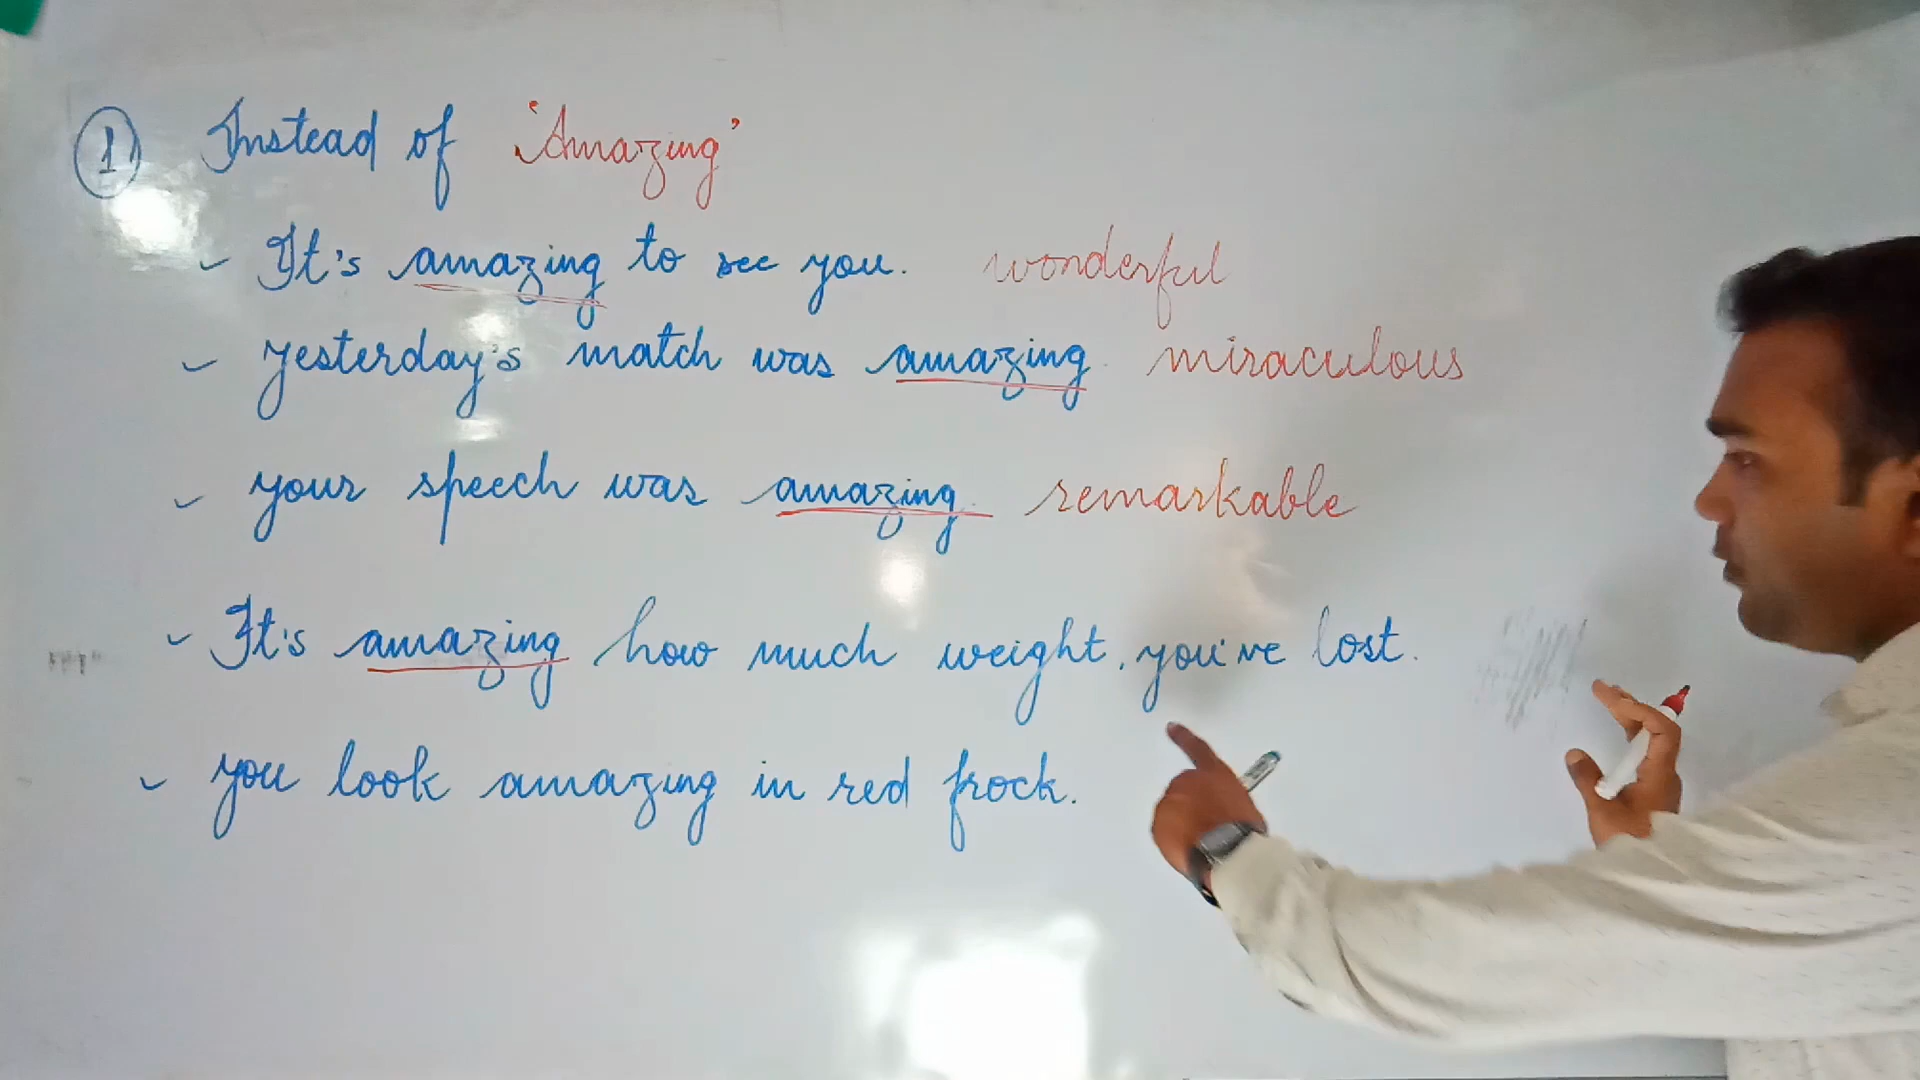 1 Instead of 'Amazing'
- It's amazing to see you. wonderful
- yesterday's match was amazing. miraculous
- your speech was amazing. remarkable
- It's amazing how much weight, you've lost.
- you look amazing in red frock.